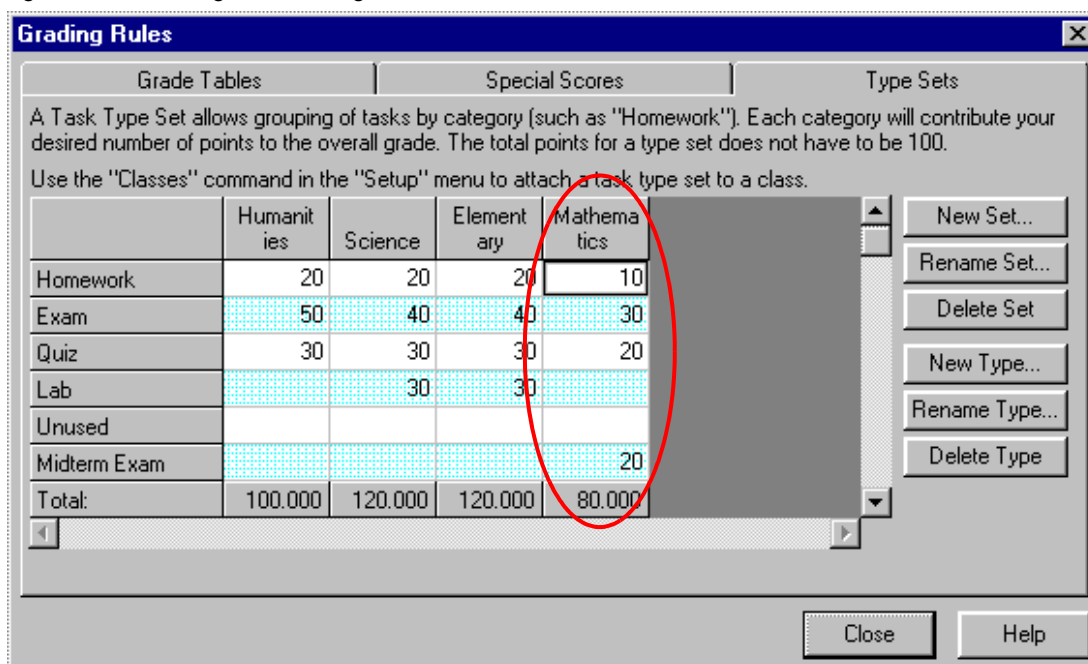 Grading Rules
Grade Tables Special Scores Type Sets
A Task Type Set allows grouping of tasks by category (such as "Homework"). Each category will contribute your
desired number of points to the overall grade. The total points for a type set does not have to be 100.
Use the "Classes" command in the "Setup" menu to attach a task type set to a class.
Humanit Element Mathema
ies Science ary tics
Homework 20 20 20 10
Exam 50 40 40 30
Quiz 30 30 30 20
Lab 30 30
Unused
Midterm Exam 20
Total: 100.000 120.000 120.000 80.000
New Set...
Rename Set...
Delete Set
New Type...
Rename Type...
Delete Type
Close Help